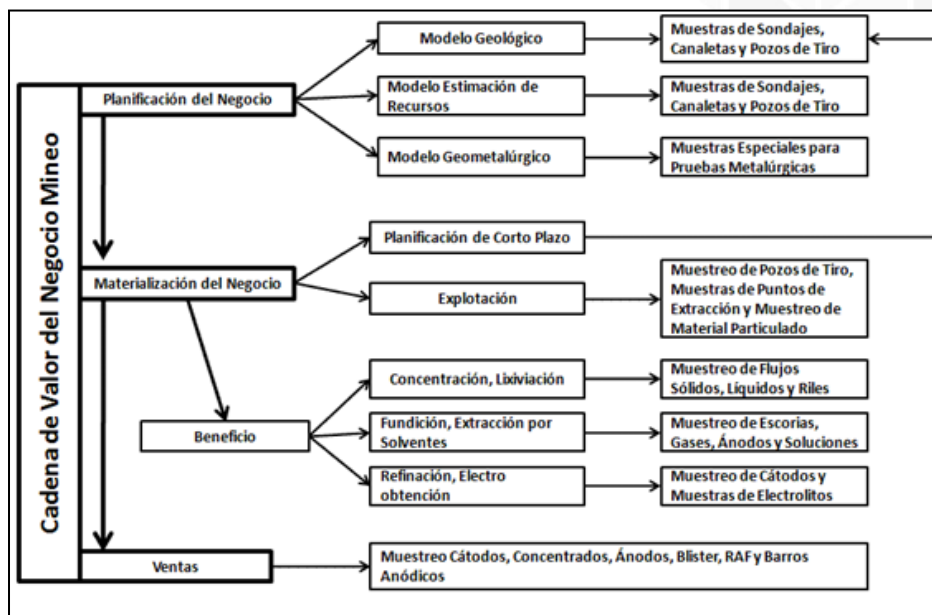 Cadena de Valor del Negocio Mineo
Planificación del Negocio
Modelo Geológico
Muestras de Sondajes,
Canaletas y Pozos de Tiro
Modelo Estimación de
Recursos
Muestras de Sondajes,
Canaletas y Pozos de Tiro
Modelo Geometalúrgico
Muestras Especiales para
Pruebas Metalúrgicas
Materialización del Negocio
Planificación de Corto Plazo
Explotación
Muestreo de Pozos de Tiro,
Muestras de Puntos de
Extracción y Muestreo de
Material Particulado
Beneficio
Concentración, Lixiviación
Muestreo de Flujos
Sólidos, Líquidos y Riles
Fundición, Extracción por
Solventes
Muestreo de Escorias,
Gases, Ánodos y Soluciones
Refinación, Electro
obtención
Muestreo de Cátodos y
Muestras de Electrolitos
Ventas
Muestreo Cátodos, Concentrados, Ánodos, Blister, RAF y Barros
Anódicos